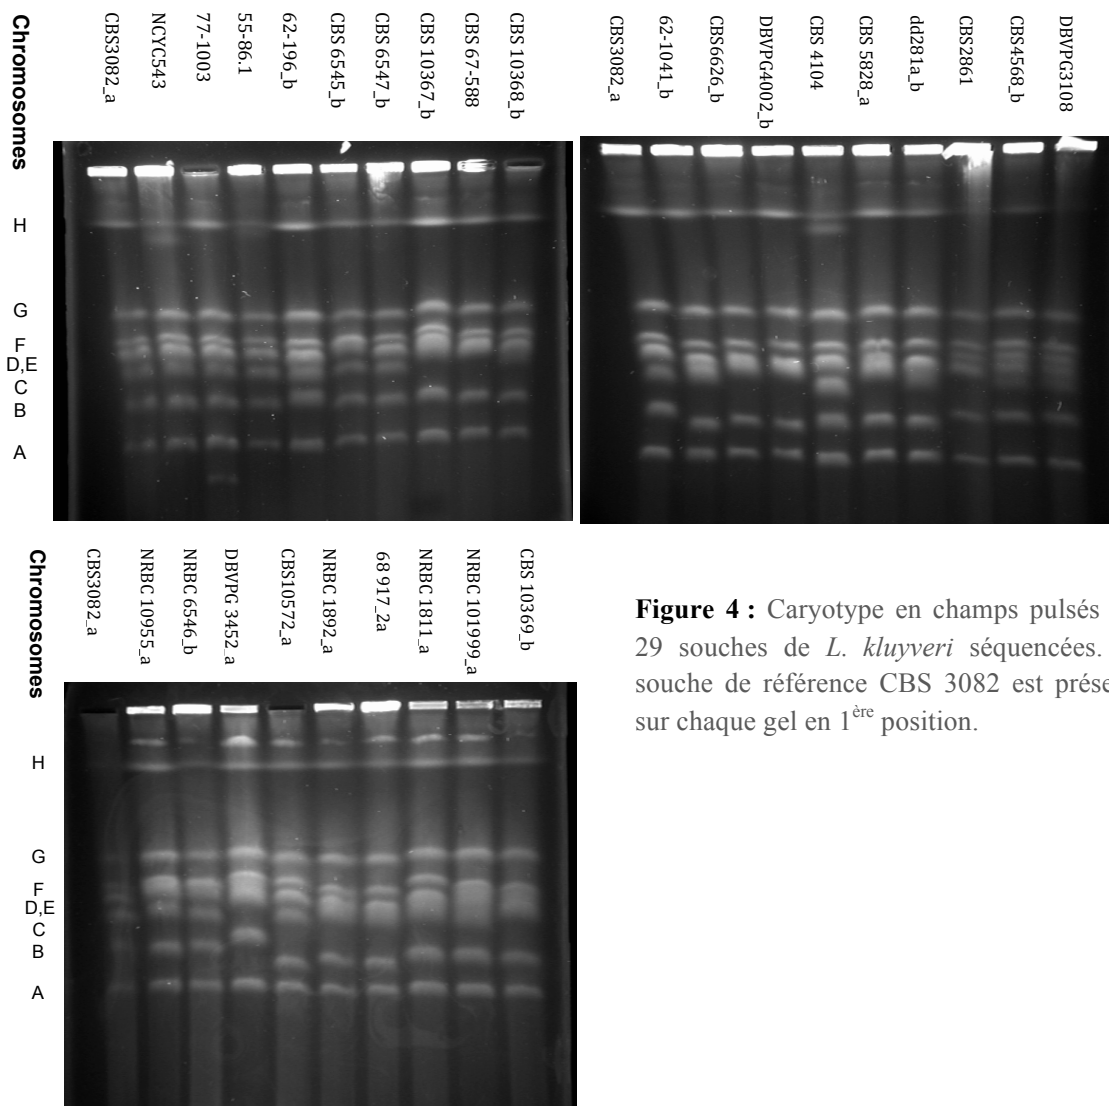 Chromosomes
CBS3082_a
NCYC543
77-1003
55-86.1
62-196_b
CBS 6545_b
CBS 6547_b
CBS 10367_b
CBS 67-588
CBS 10368_b
H
G
F
D,E
C
B
A
CBS3082_a
62-1041_b
CBS6626_b
DBVPG4002_b
CBS 4104
CBS 5828_a
dd281a_b
CBS2861
CBS4568_b
DBVPG3108
Chromosomes
CBS3082_a
NRBC 10955_a
NRBC 6546_b
DBVPG 3452_a
CBS10572_a
NRBC 1892_a
68 917_2a
NRBC 1811_a
NRBC 101999_a
CBS 10369_b
H
G
F
D,E
C
B
A
Figure 4 : Caryotype en champs pulsés
29 souches de L. kluyveri séquencées.
souche de référence CBS 3082 est prése
sur chaque gel en 1ère position.